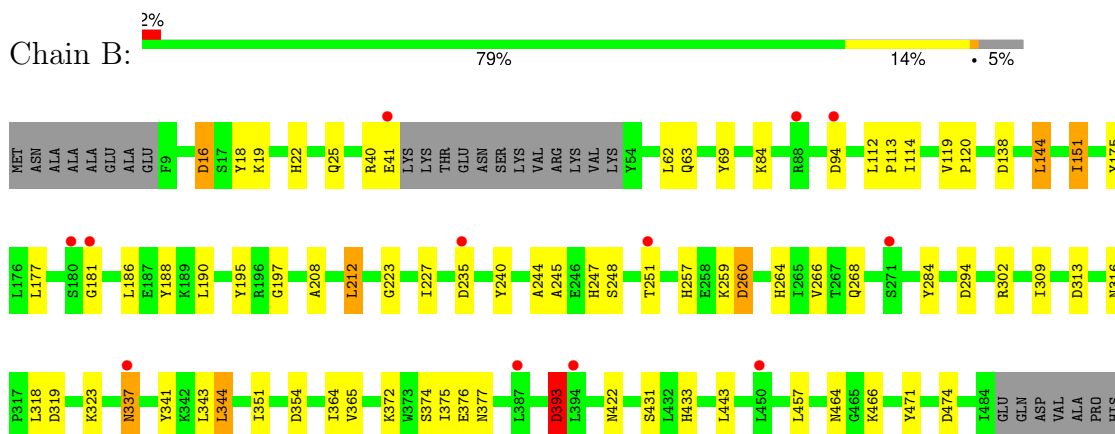 2%
Chain B:
79% 14% • 5%
MET ASN ALA ALA ALA GLU ALA GLU F9 D16 S17 Y18 K19 H22 Q25 R40 E41 LYS LYS THR GLU ASN SER LYS VAL ARG LYS VAL LYS Y54 L62 Q63 Y69 K84 R88 D94 L112 P113 I114 V119 P120 D138 L144 I151 Y175
L176 L177 S180 G181 L186 E187 Y188 K189 L190 Y195 R196 G197 A208 L212 G223 I227 D235 Y240 A244 A245 E246 H247 S248 T251 H257 E258 K259 D260 H264 I265 V266 T267 Q268 S271 Y284 D294 R302 I309 D313 N316
P317 L318 D319 K323 N337 Y341 K342 L343 L344 I351 D354 I364 V365 K372 W373 S374 I375 E376 N377 L387 D393 L394 N422 S431 L432 H433 L443 L450 L457 N464 G465 K466 Y471 D474 I484 GLU GLN ASP VAL ALA PRO HIS